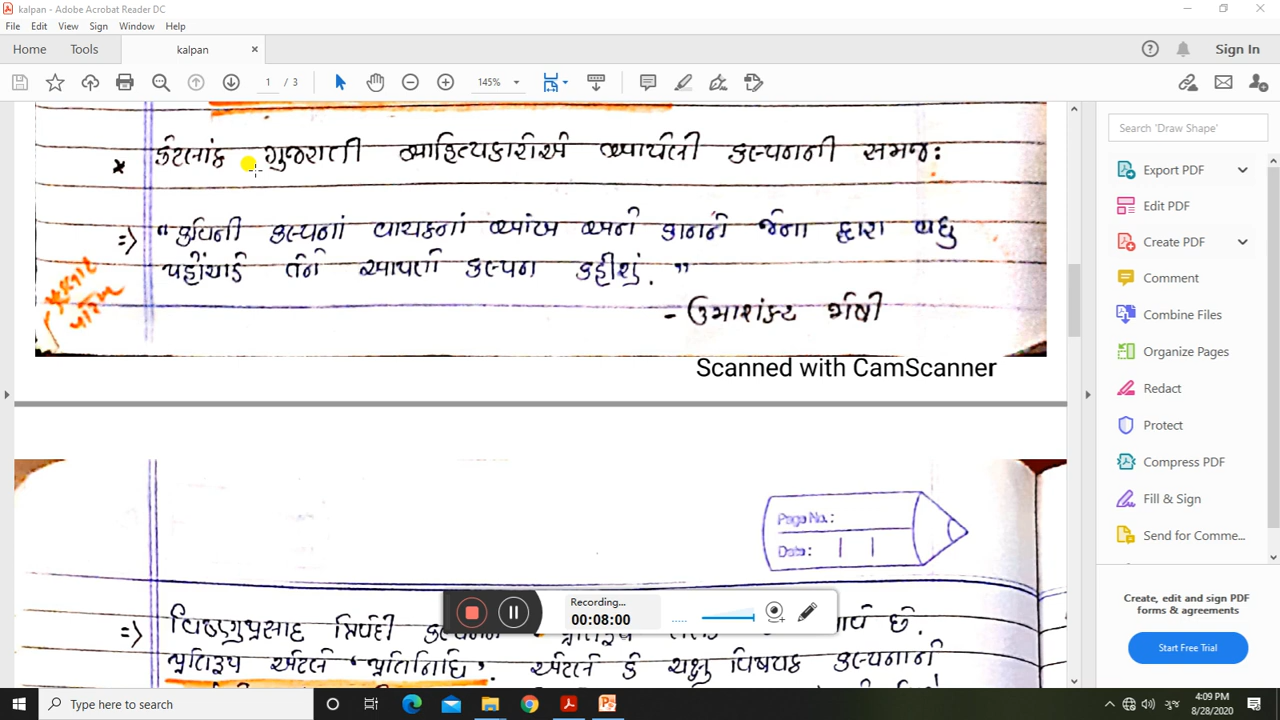 kalpan - Adobe Acrobat Reader DC
File Edit View Sign Window Help
Home Tools kalpan × Sign In
1 / 3 145%
કેટલાંક ગુજરાતી સાહિત્યકારોએ આપેલી કલ્પનની સમજ:
=> "કવિની કલ્પનાં વાચકનાં આંખ અને કાનને જેના દ્વારા વધુ
પહોંચાડે તેને આપણે કલ્પન કહીશું."
- ઉમાશંકર જોષી
Scanned with CamScanner
Page No.:
Date:
=> વિષ્ણુપ્રસાદ ત્રિવેદી છે.
પ્રતિરૂપ એટલે 'પ્રતિનિધિ'. એટલે કે ચક્ષુ વિષયક કલ્પનાને
Recording...
00:08:00
Search 'Draw Shape'
Export PDF
Edit PDF
Create PDF
Comment
Combine Files
Organize Pages
Redact
Protect
Compress PDF
Fill & Sign
Send for Comme...
Create, edit and sign PDF
forms & agreements
Start Free Trial
Type here to search
4:09 PM
8/28/2020